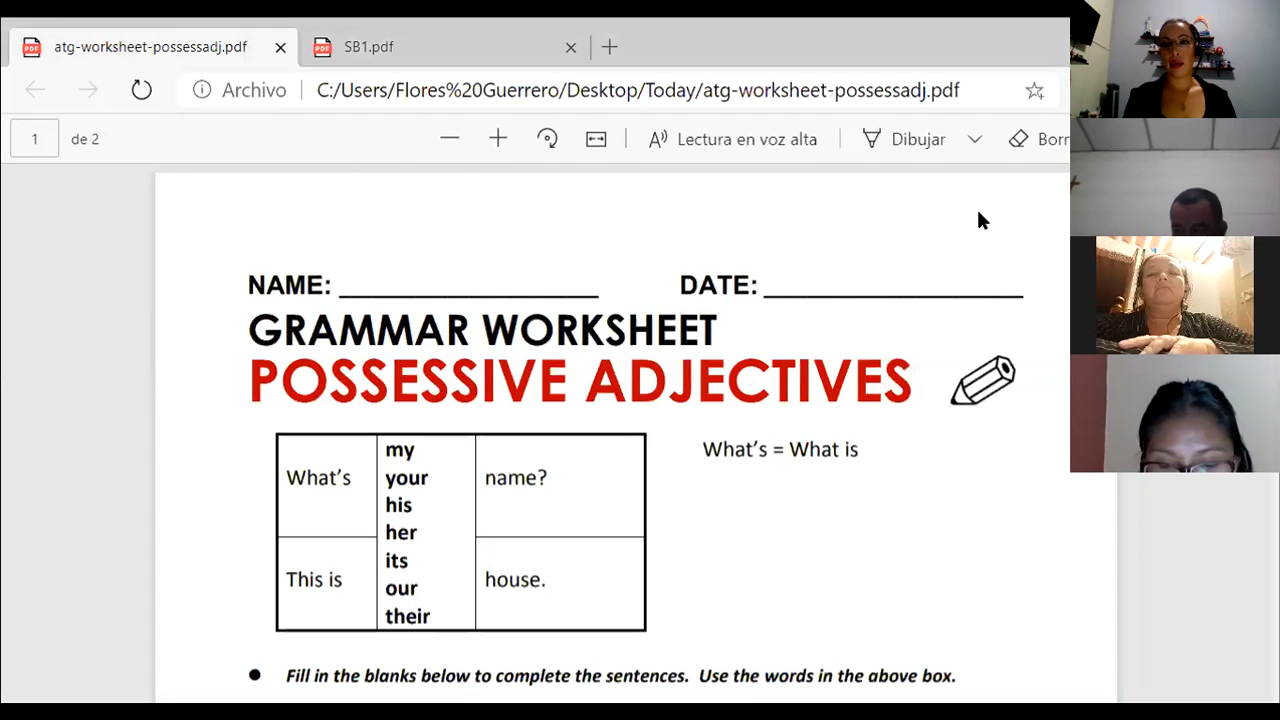 atg-worksheet-possessadj.pdf
SB1.pdf
Archivo
C:/Users/Flores%20Guerrero/Desktop/Today/atg-worksheet-possessadj.pdf
1 de 2
Lectura en voz alta
Dibujar
Borr
NAME: ____________________ DATE: ____________________
GRAMMAR WORKSHEET
POSSESSIVE ADJECTIVES
What's = What is
What's
my
your
his
her
its
our
their
name?
This is
house.
Fill in the blanks below to complete the sentences. Use the words in the above box.